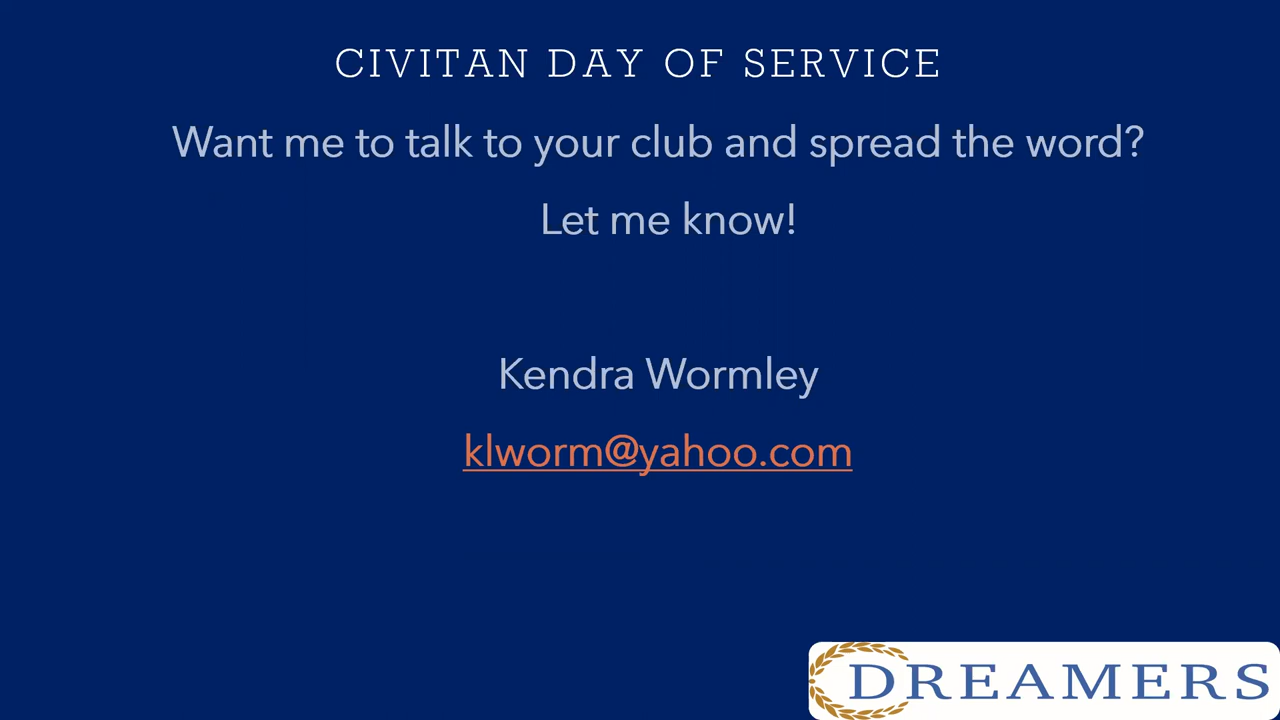 CIVITAN DAY OF SERVICE
Want me to talk to your club and spread the word?
Let me know!
Kendra Wormley
klworm@yahoo.com
DREAMERS